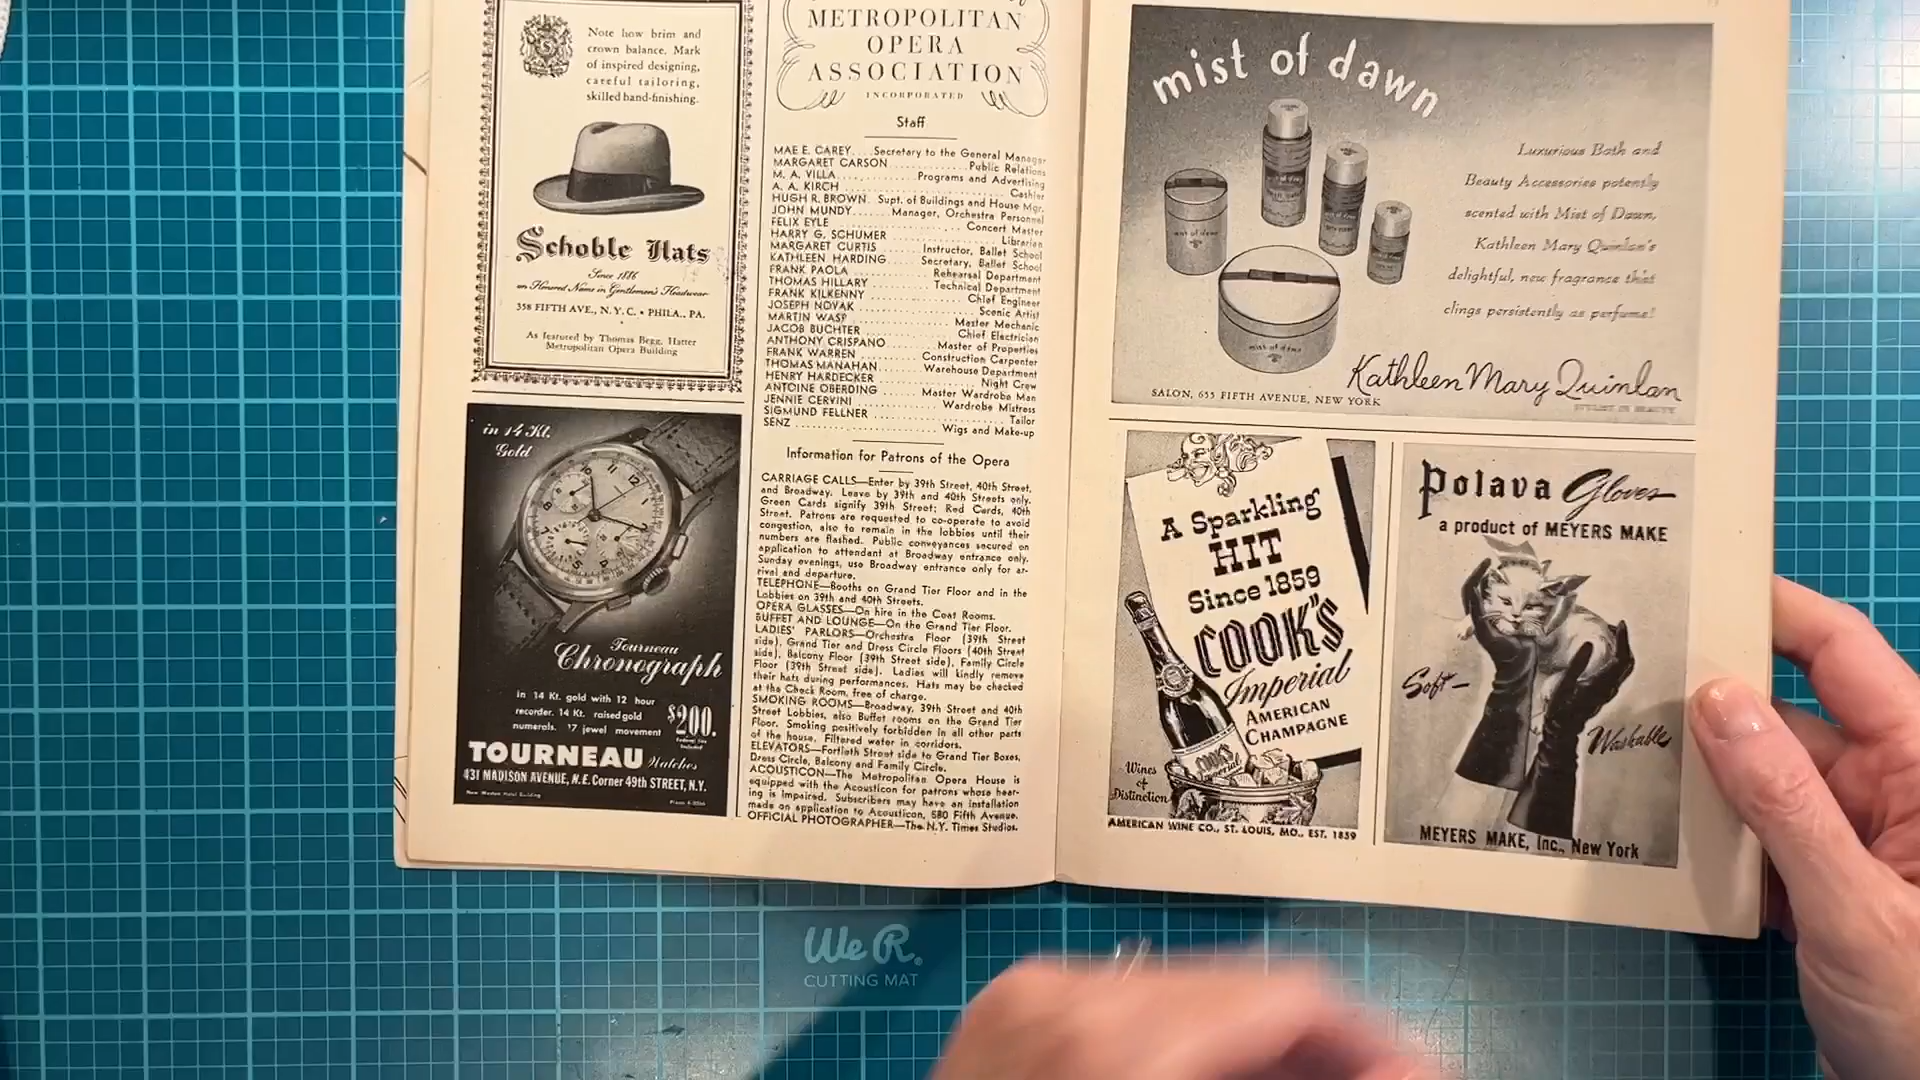 Note how brim and
crown balance. Mark
of inspired designing,
careful tailoring,
skilled hand-finishing.
Schoble Hats
Since 1886
an Honored Name in Gentlemen's Headwear
358 FIFTH AVE., N.Y.C. • PHILA., PA.
As featured by Thomas Begg, Hatter
Metropolitan Opera Building
in 14 Kt.
Gold
Tourneau
Chronograph
in 14 Kt. gold with 12 hour
recorder. 14 Kt. raised gold
numerals. 17 jewel movement
$200.
Federal Tax
Included
TOURNEAU Watches
431 MADISON AVENUE, N.E. Corner 49th STREET, N.Y.
METROPOLITAN
OPERA
ASSOCIATION
INCORPORATED
Staff
MAE E. CAREY....Secretary to the General Manager
MARGARET CARSON..........Public Relations
M. A. VILLA..........Programs and Advertising
A. A. KIRCH..........Cashier
HUGH R. BROWN. Supt. of Buildings and House Mgr.
JOHN MUNDY......Manager, Orchestra Personnel
FELIX EYLE..........Concert Master
HARRY G. SCHUMER..........Librarian
MARGARET CURTIS......Instructor, Ballet School
KATHLEEN HARDING......Secretary, Ballet School
FRANK PAOLA..........Rehearsal Department
THOMAS HILLARY..........Technical Department
FRANK KILKENNY..........Chief Engineer
JOSEPH NOVAK..........Scenic Artist
MARTIN WASP..........Master Mechanic
JACOB BUCHTER..........Chief Electrician
ANTHONY CRISPANO..........Master of Properties
FRANK WARREN..........Construction Carpenter
THOMAS MANAHAN..........Warehouse Department
HENRY HARDECKER..........Night Crew
ANTOINE OBERDING..........Master Wardrobe Man
JENNIE CERVINI..........Wardrobe Mistress
SIGMUND FELLNER..........Tailor
SENZ..........Wigs and Make-up
Information for Patrons of the Opera
CARRIAGE CALLS—Enter by 39th Street, 40th Street,
and Broadway. Leave by 39th and 40th Streets only.
Green Cards signify 39th Street; Red Cards, 40th
Street. Patrons are requested to co-operate to avoid
congestion, also to remain in the lobbies until their
numbers are flashed. Public conveyances secured on
application to attendant at Broadway entrance only.
Sunday evenings, use Broadway entrance only for ar-
rival and departure.
TELEPHONE—Booths on Grand Tier Floor and in the
Lobbies on 39th and 40th Streets.
OPERA GLASSES—On hire in the Coat Rooms.
BUFFET AND LOUNGE—On the Grand Tier Floor.
LADIES' PARLORS—Orchestra Floor (39th Street
side), Grand Tier and Dress Circle Floors (40th Street
side), Balcony Floor (39th Street side), Family Circle
Floor (39th Street side). Ladies will kindly remove
their hats during performances. Hats may be checked
at the Check Room, free of charge.
SMOKING ROOMS—Broadway, 39th Street and 40th
Street Lobbies, also Buffet rooms on the Grand Tier
Floor. Smoking positively forbidden in all other parts
of the house. Filtered water in corridors.
ELEVATORS—Fortieth Street side to Grand Tier Boxes,
Dress Circle, Balcony and Family Circle.
ACOUSTICON—The Metropolitan Opera House is
equipped with the Acousticon for patrons whose hear-
ing is impaired. Subscribers may have an installation
made on application to Acousticon, 580 Fifth Avenue.
OFFICIAL PHOTOGRAPHER—The N.Y. Times Studios.
mist of dawn
Luxurious Bath and
Beauty Accessories potently
scented with Mist of Dawn,
Kathleen Mary Quinlan's
delightful, new fragrance that
clings persistently as perfume!
mist of dawn
mist of dawn
Kathleen Mary Quinlan
SALON, 655 FIFTH AVENUE, NEW YORK
A Sparkling
HIT
Since 1859
COOK'S
Imperial
AMERICAN
CHAMPAGNE
COOK'S
Imperial
Wines
of
Distinction
AMERICAN WINE CO., ST. LOUIS, MO., EST. 1859
Polava Gloves
a product of MEYERS MAKE
Soft—
Washable
MEYERS MAKE, Inc., New York
We R.
CUTTING MAT